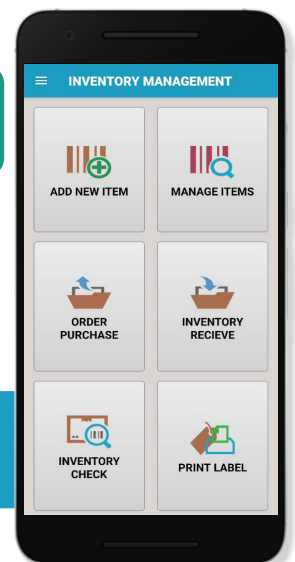 INVENTORY MANAGEMENT
ADD NEW ITEM
MANAGE ITEMS
ORDER
PURCHASE
INVENTORY
RECIEVE
INVENTORY
CHECK
PRINT LABEL